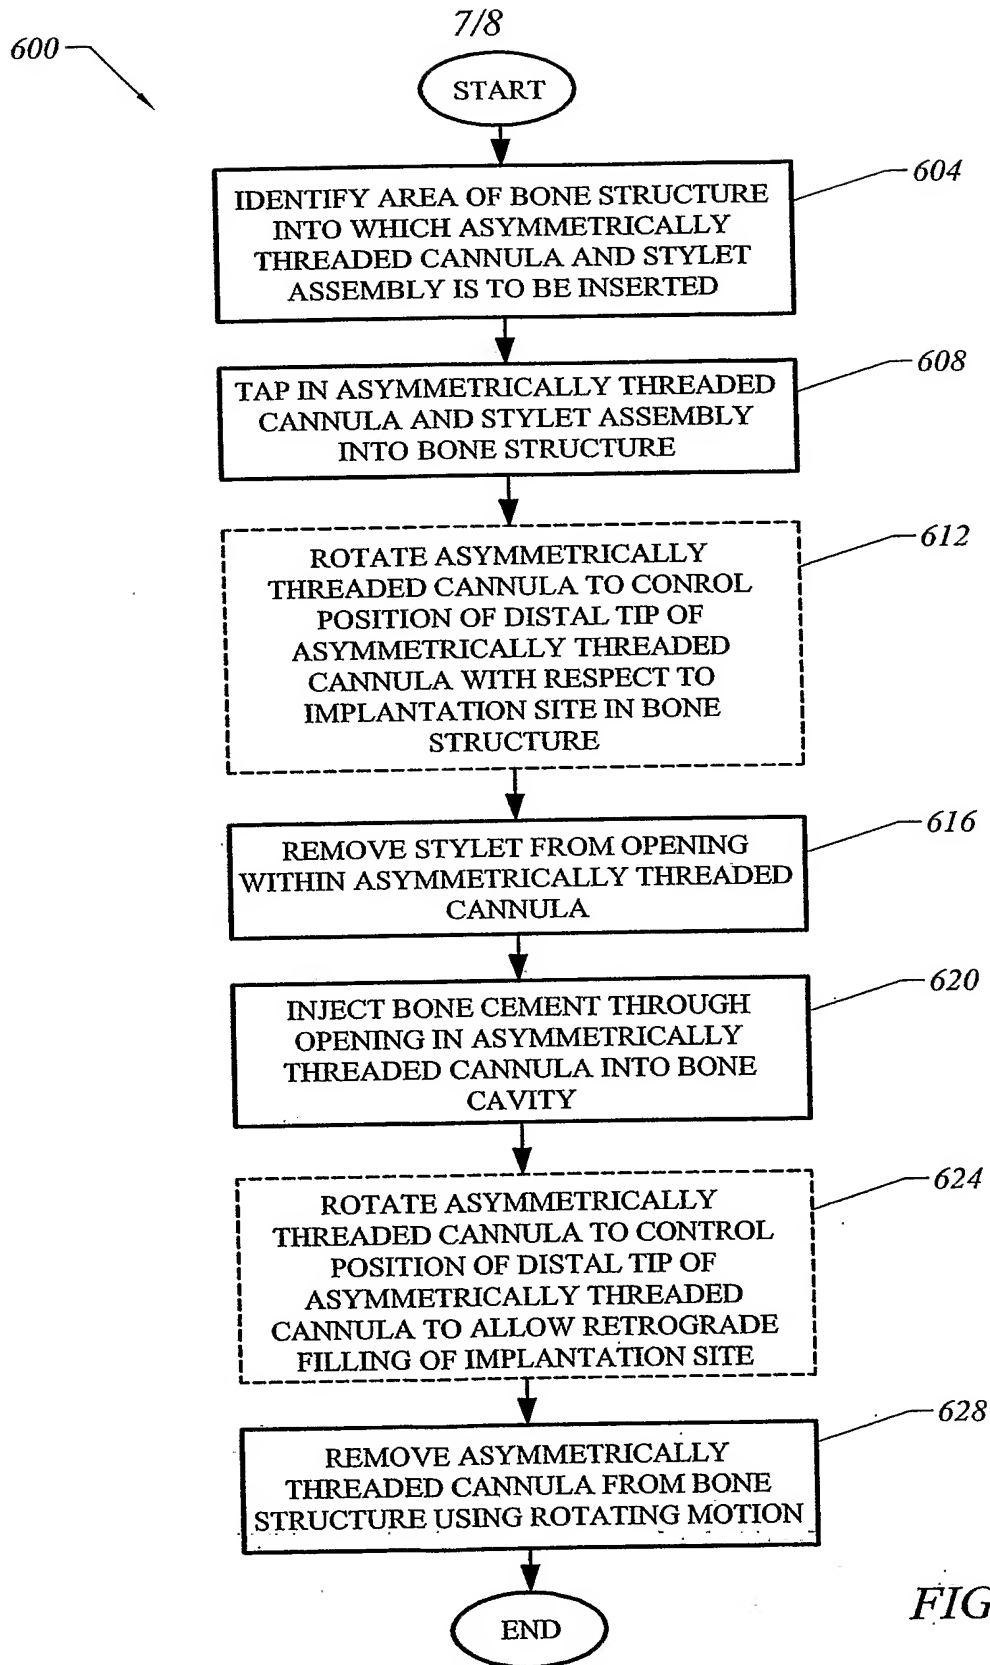 7/8
600
START
604
IDENTIFY AREA OF BONE STRUCTURE
INTO WHICH ASYMMETRICALLY
THREADED CANNULA AND STYLET
ASSEMBLY IS TO BE INSERTED
608
TAP IN ASYMMETRICALLY THREADED
CANNULA AND STYLET ASSEMBLY
INTO BONE STRUCTURE
612
ROTATE ASYMMETRICALLY
THREADED CANNULA TO CONROL
POSITION OF DISTAL TIP OF
ASYMMETRICALLY THREADED
CANNULA WITH RESPECT TO
IMPLANTATION SITE IN BONE
STRUCTURE
616
REMOVE STYLET FROM OPENING
WITHIN ASYMMETRICALLY THREADED
CANNULA
620
INJECT BONE CEMENT THROUGH
OPENING IN ASYMMETRICALLY
THREADED CANNULA INTO BONE
CAVITY
624
ROTATE ASYMMETRICALLY
THREADED CANNULA TO CONTROL
POSITION OF DISTAL TIP OF
ASYMMETRICALLY THREADED
CANNULA TO ALLOW RETROGRADE
FILLING OF IMPLANTATION SITE
628
REMOVE ASYMMETRICALLY
THREADED CANNULA FROM BONE
STRUCTURE USING ROTATING MOTION
END
FIG